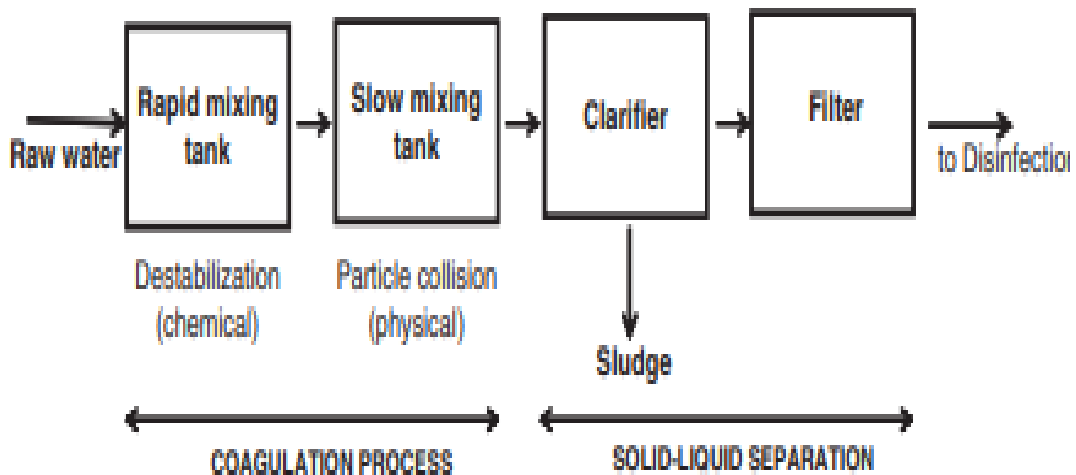 Raw water
Rapid mixing
tank
Slow mixing
tank
Clarifier
Filter
to Disinfection
Destabilization
(chemical)
Particle collision
(physical)
Sludge
COAGULATION PROCESS
SOLID-LIQUID SEPARATION